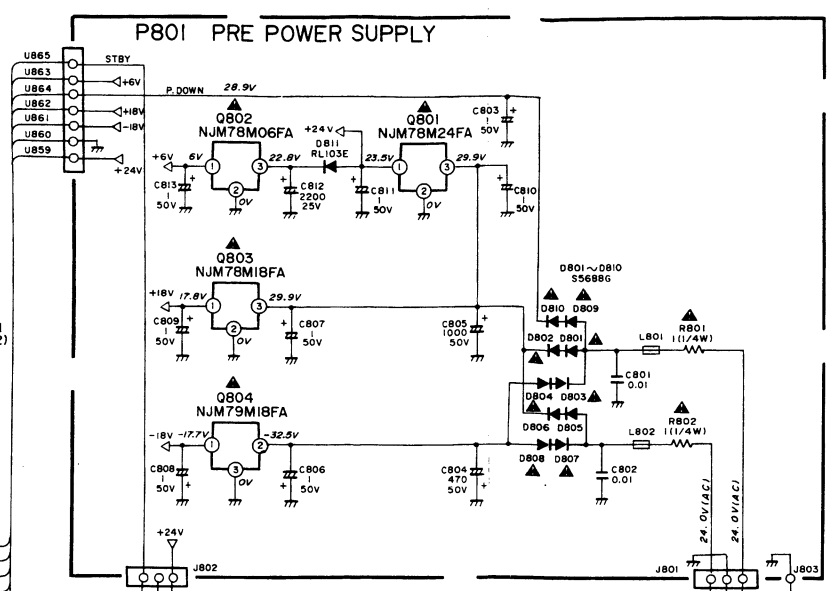 P801 PRE POWER SUPPLY
U865
STBY
U863
+6V
U864
P.DOWN
28.9V
U862
+18V
U861
-18V
U860
U859
+24V
Q802
NJM78M06FA
+24V
D811
RL103E
Q801
NJM78M24FA
C803
1
50V
+
+6V
6V
1
3
2
0V
22.8V
23.5V
1
3
2
0V
29.9V
C813
1
50V
+
C812
2200
25V
+
C811
1
50V
+
C810
1
50V
+
Q803
NJM78M18FA
D801~D810
S5688G
+18V
17.8V
1
3
2
0V
29.9V
D810
D809
C809
1
50V
+
C807
1
50V
+
C805
1000
50V
+
D802
D801
L801
R801
1(1/4W)
C801
0.01
D804
D803
Q804
NJM79M18FA
D806
D805
R802
1(1/4W)
L802
-18V
-17.7V
1
2
3
0V
-32.5V
D808
D807
C808
1
50V
+
C806
1
50V
+
C804
470
50V
+
C802
0.01
24.0V(AC)
24.0V(AC)
+24V
J802
J801
J803
2)